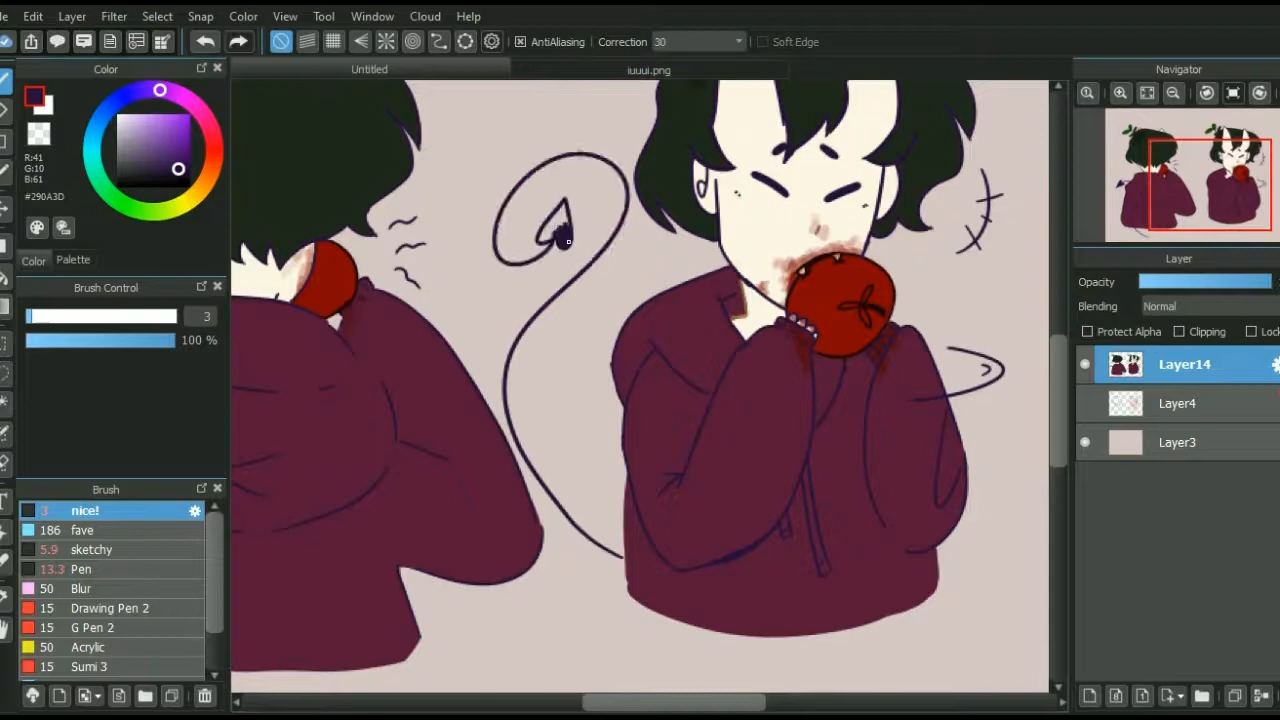 Edit Layer Filter Select Snap Color View Tool Window Cloud Help
AntiAliasing Correction 30 Soft Edge
Color
Untitled
iuuui.png
Navigator
R:41
G:10
B:61
#290A3D
Color Palette
Brush Control
3
100 %
Layer
Opacity
Blending Normal
Protect Alpha Clipping Loc
Layer14
Layer4
Layer3
Brush
3 nice!
186 fave
5.9 sketchy
13.3 Pen
50 Blur
15 Drawing Pen 2
15 G Pen 2
50 Acrylic
15 Sumi 3